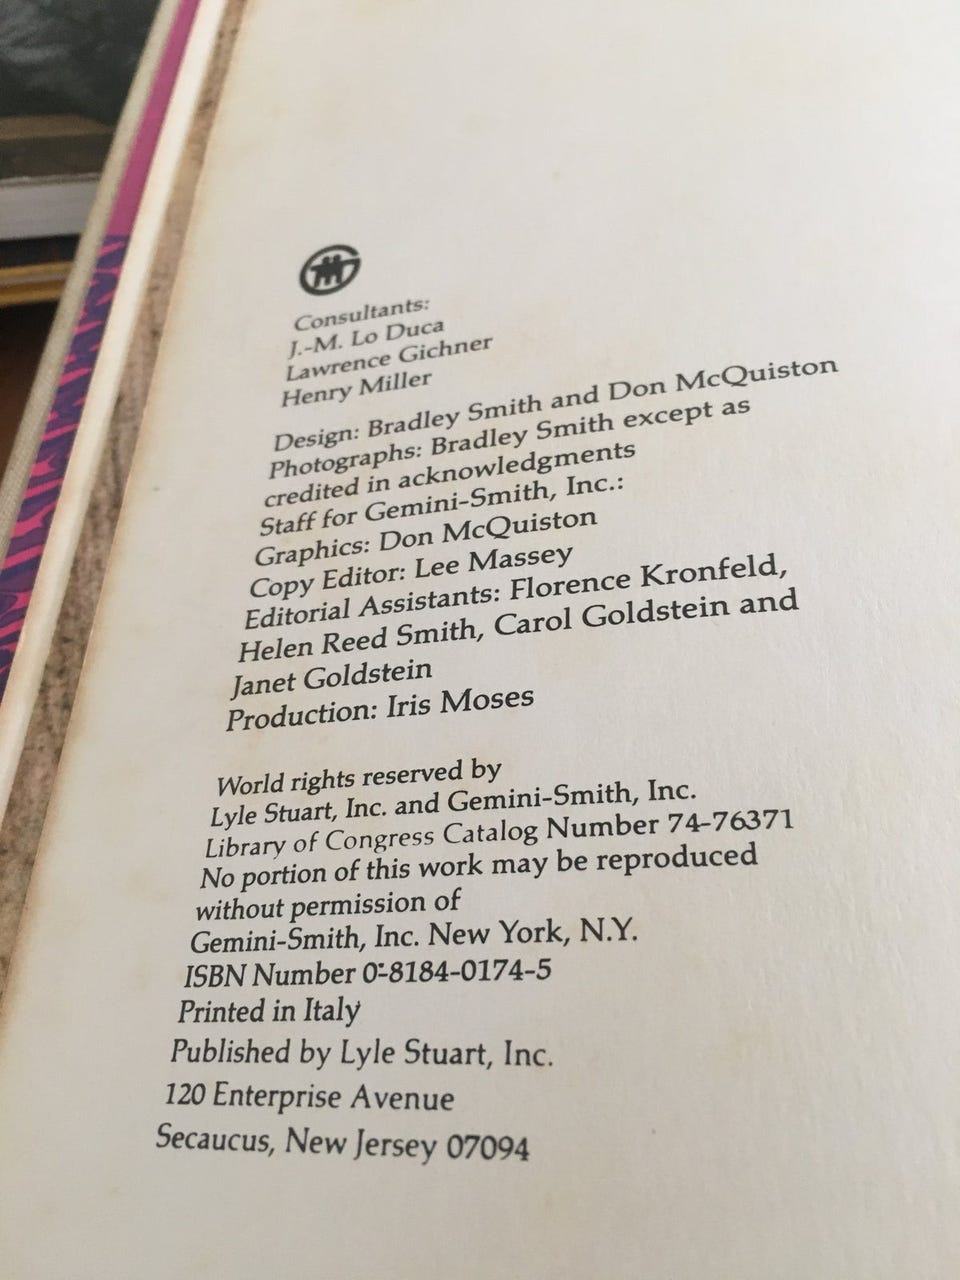 Consultants:
J.-M. Lo Duca
Lawrence Gichner
Henry Miller
Design: Bradley Smith and Don McQuiston
Photographs: Bradley Smith except as
credited in acknowledgments
Staff for Gemini-Smith, Inc.:
Graphics: Don McQuiston
Copy Editor: Lee Massey
Editorial Assistants: Florence Kronfeld,
Helen Reed Smith, Carol Goldstein and
Janet Goldstein
Production: Iris Moses
World rights reserved by
Lyle Stuart, Inc. and Gemini-Smith, Inc.
Library of Congress Catalog Number 74-76371
No portion of this work may be reproduced
without permission of
Gemini-Smith, Inc. New York, N.Y.
ISBN Number 0-8184-0174-5
Printed in Italy
Published by Lyle Stuart, Inc.
120 Enterprise Avenue
Secaucus, New Jersey 07094